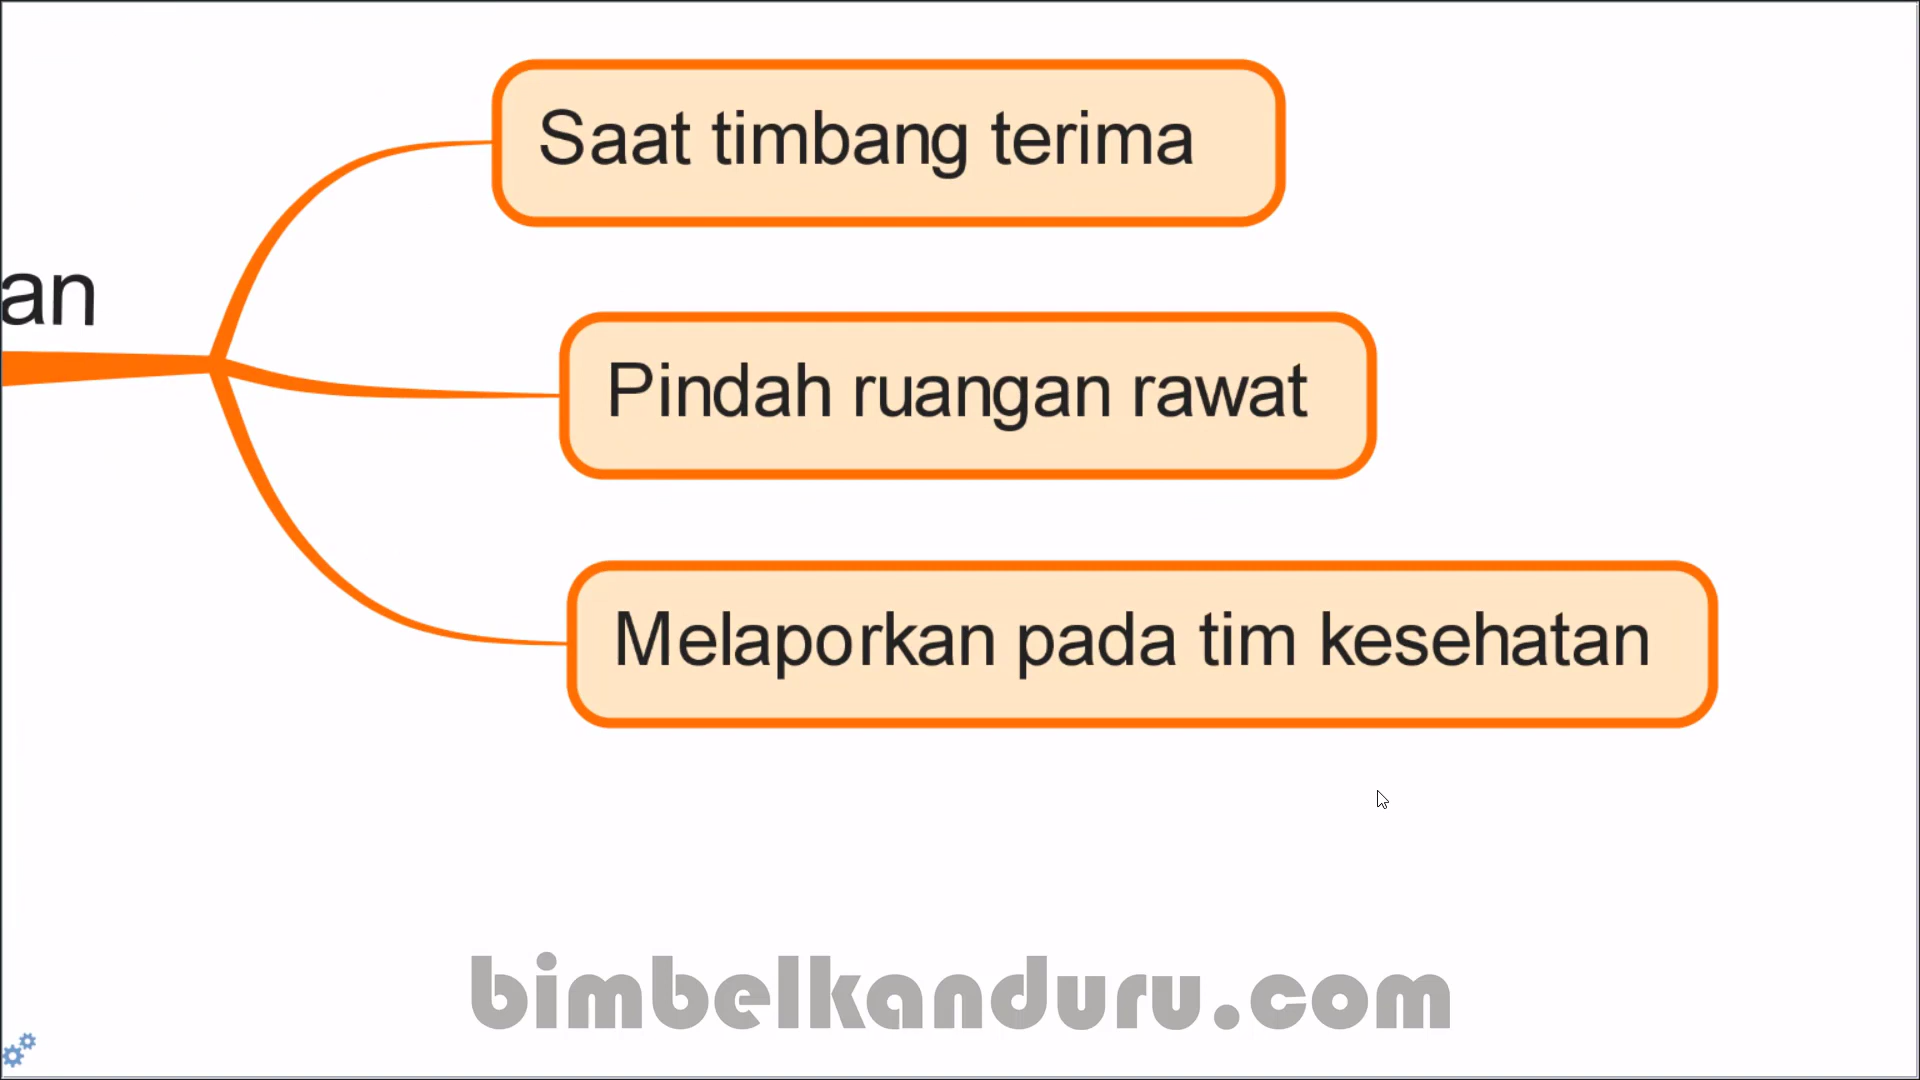 Saat timbang terima
an
Pindah ruangan rawat
Melaporkan pada tim kesehatan
bimbelkanduru.com